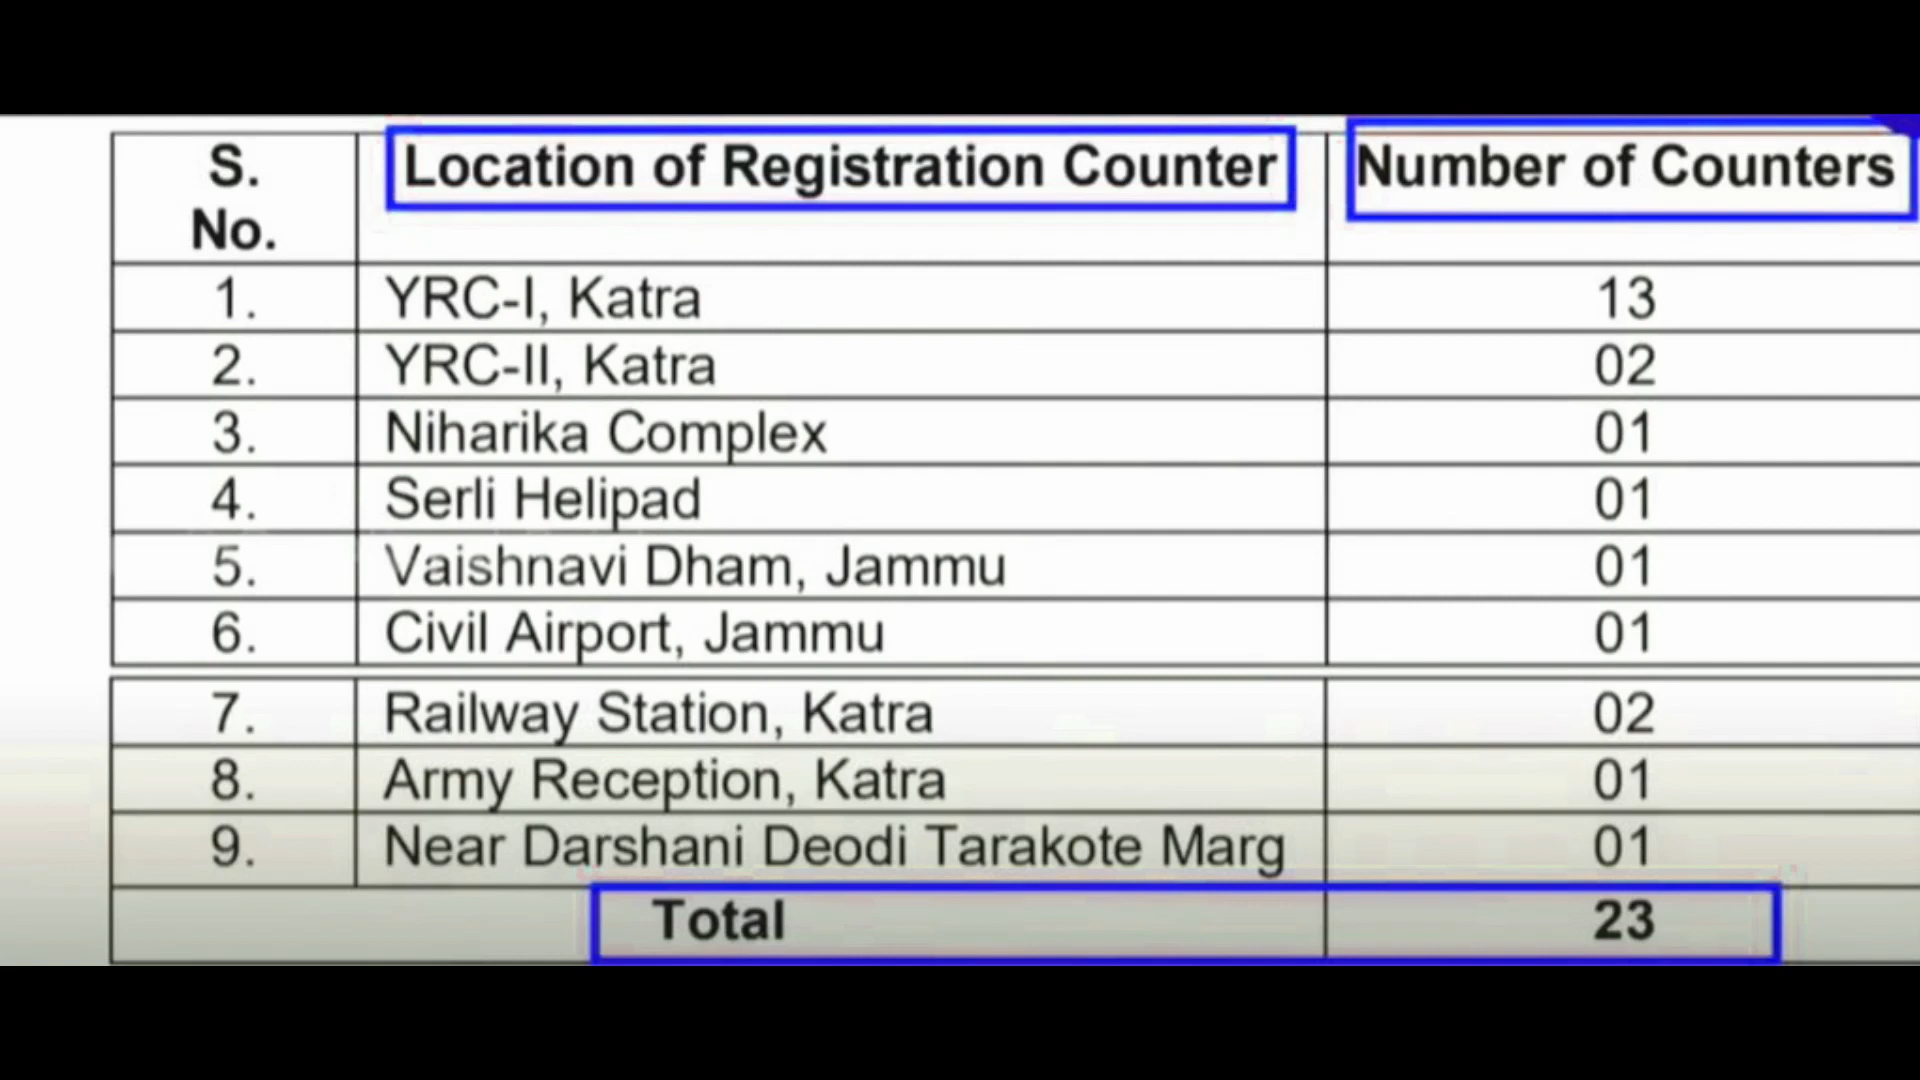 S. No. Location of Registration Counter Number of Counters
1. YRC-I, Katra 13
2. YRC-II, Katra 02
3. Niharika Complex 01
4. Serli Helipad 01
5. Vaishnavi Dham, Jammu 01
6. Civil Airport, Jammu 01
7. Railway Station, Katra 02
8. Army Reception, Katra 01
9. Near Darshani Deodi Tarakote Marg 01
Total 23